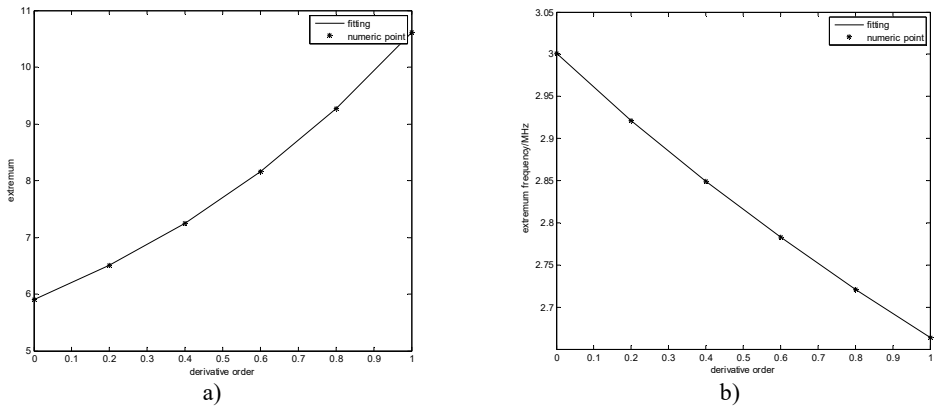 11
10
9
8
7
6
5
extremum
fitting
numeric point
0 0.1 0.2 0.3 0.4 0.5 0.6 0.7 0.8 0.9 1
derivative order
a)
3.05
3
2.95
2.9
2.85
2.8
2.75
2.7
extremum frequency/MHz
fitting
numeric point
0 0.1 0.2 0.3 0.4 0.5 0.6 0.7 0.8 0.9 1
derivative order
b)